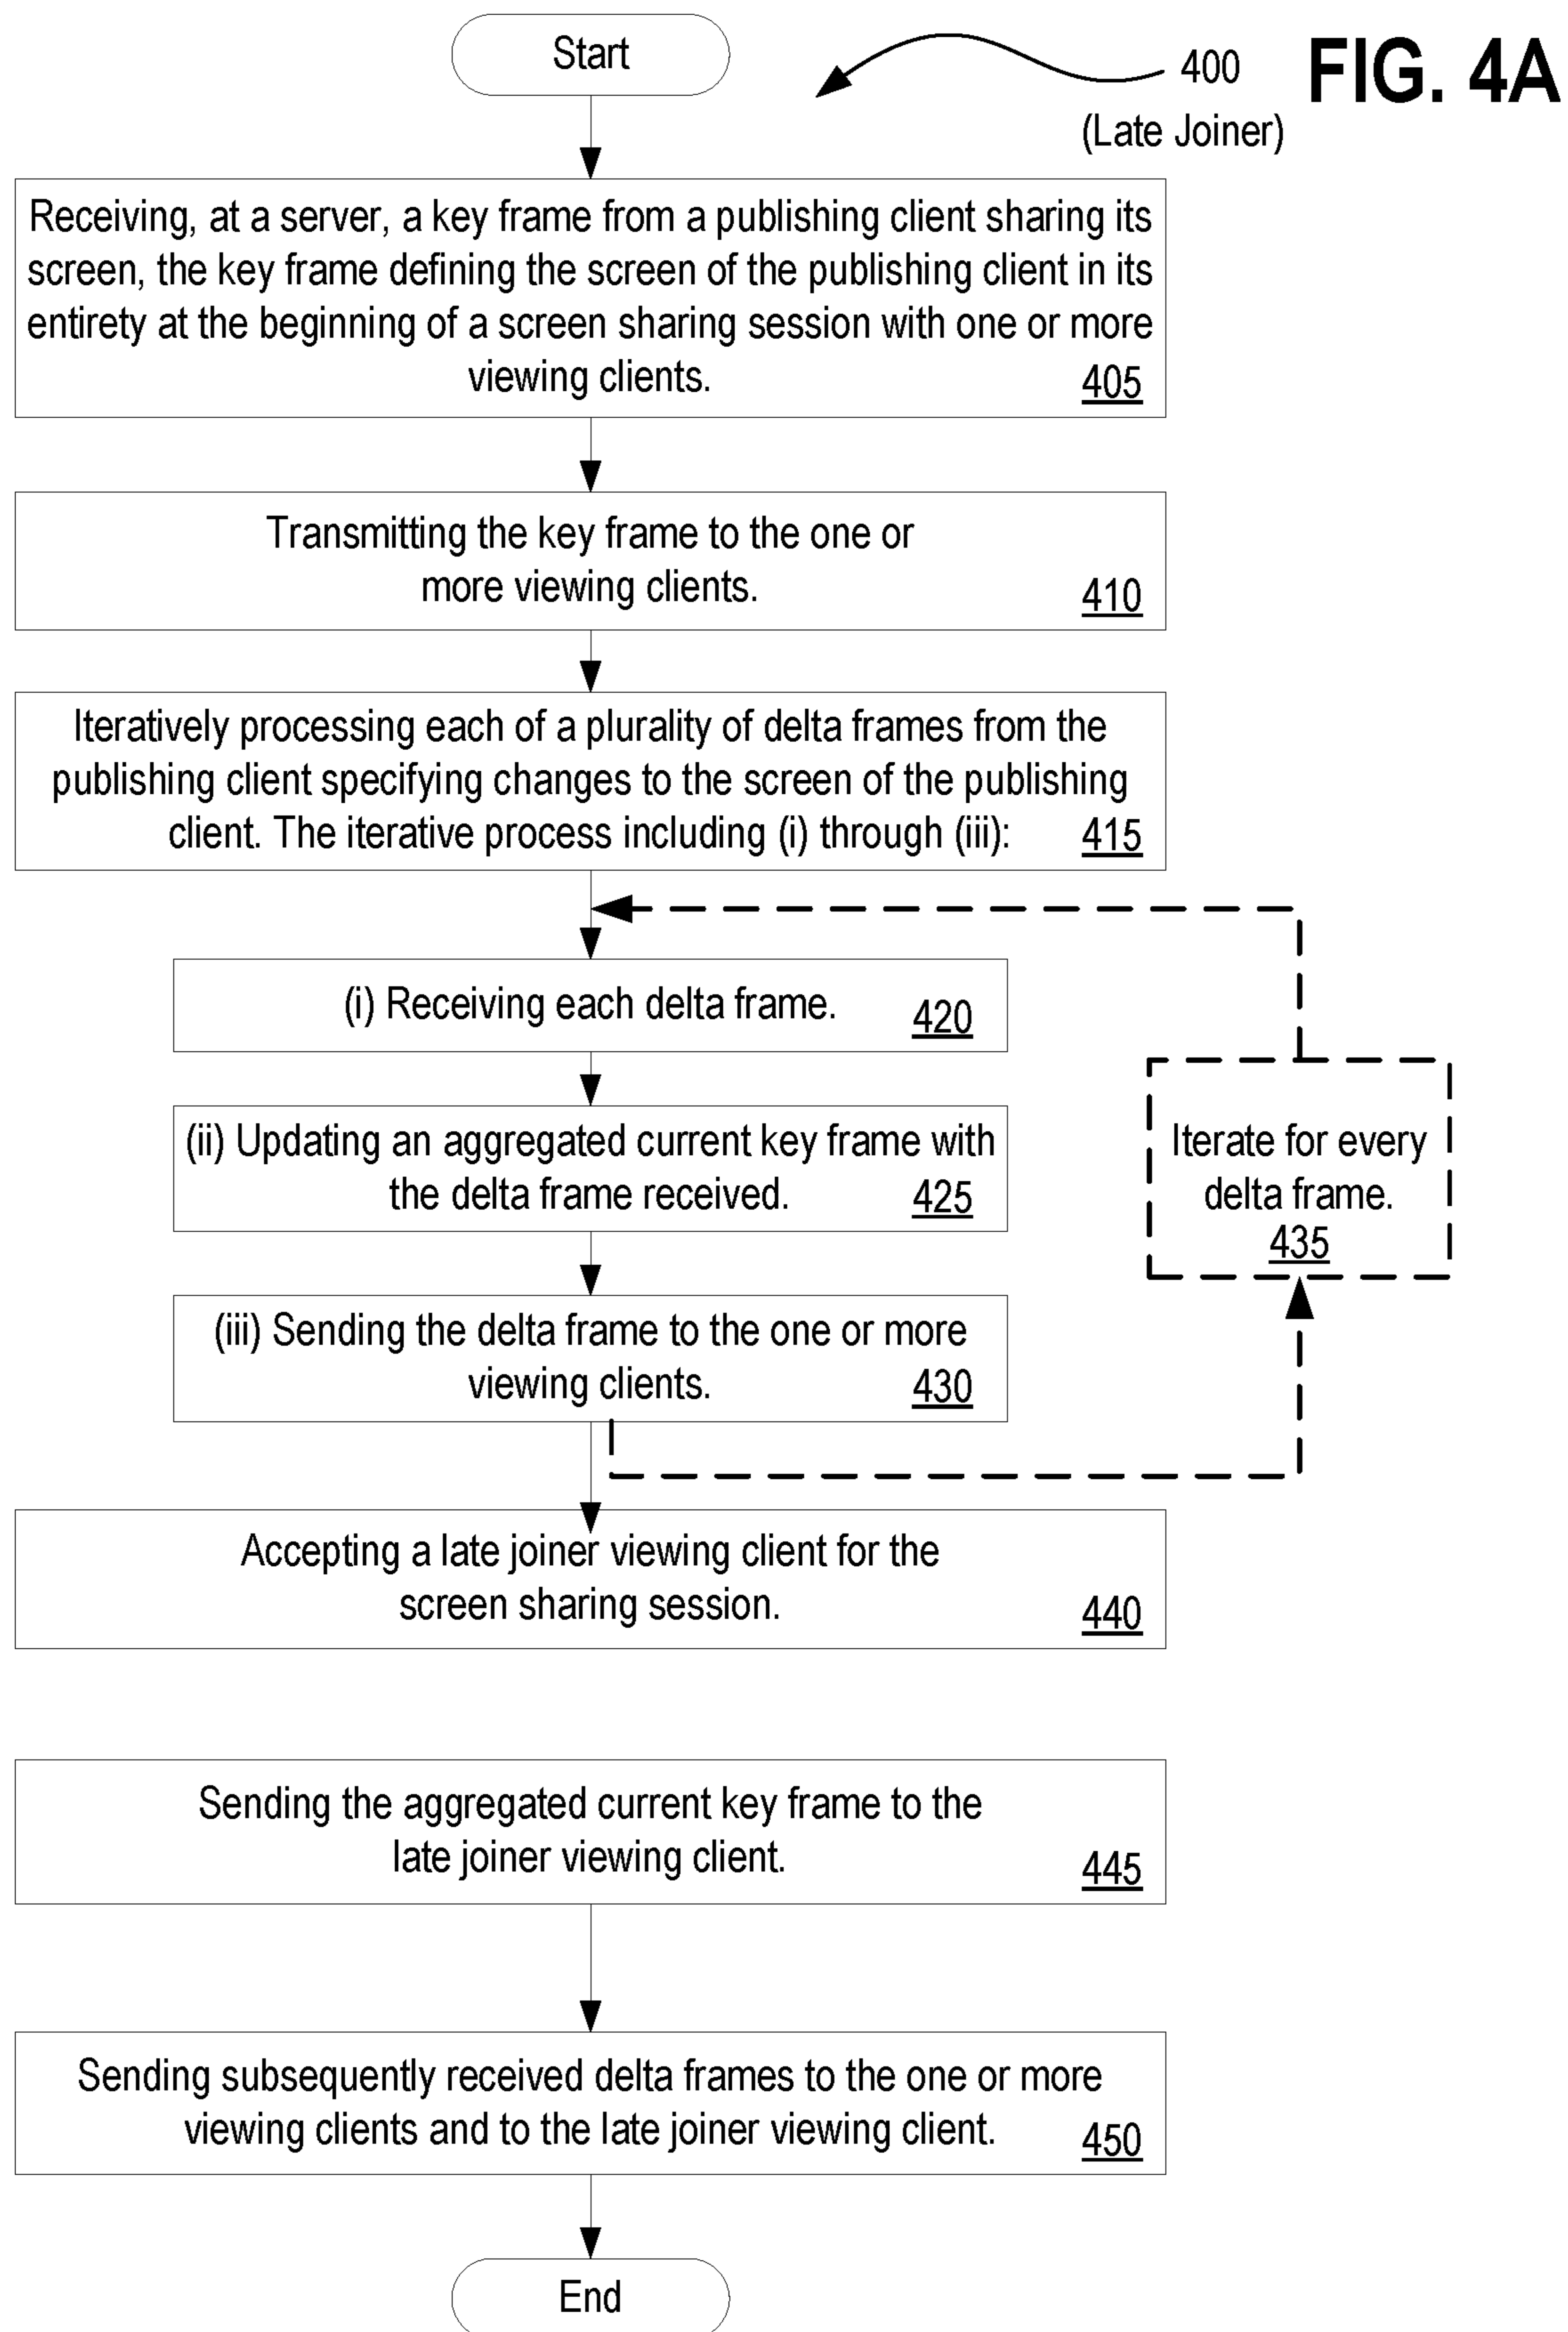 Start
400
(Late Joiner)
FIG. 4A
Receiving, at a server, a key frame from a publishing client sharing its
screen, the key frame defining the screen of the publishing client in its
entirety at the beginning of a screen sharing session with one or more
viewing clients.
405
Transmitting the key frame to the one or
more viewing clients.
410
Iteratively processing each of a plurality of delta frames from the
publishing client specifying changes to the screen of the publishing
client. The iterative process including (i) through (iii):
415
(i) Receiving each delta frame.
420
(ii) Updating an aggregated current key frame with
the delta frame received.
425
(iii) Sending the delta frame to the one or more
viewing clients.
430
Iterate for every
delta frame.
435
Accepting a late joiner viewing client for the
screen sharing session.
440
Sending the aggregated current key frame to the
late joiner viewing client.
445
Sending subsequently received delta frames to the one or more
viewing clients and to the late joiner viewing client.
450
End